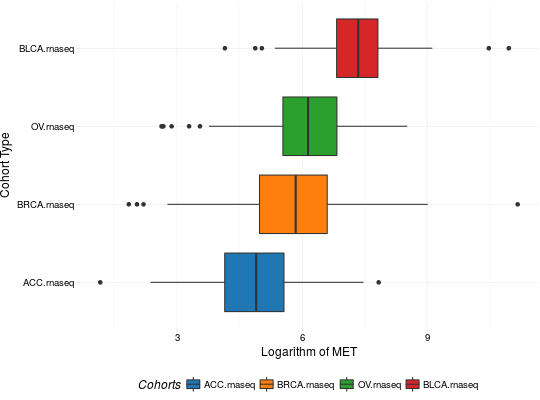 BLCA.rnaseq
OV.rnaseq
BRCA.rnaseq
ACC.rnaseq
Cohort Type
3 6 9
Logarithm of MET
Cohorts ACC.rnaseq BRCA.rnaseq OV.rnaseq BLCA.rnaseq